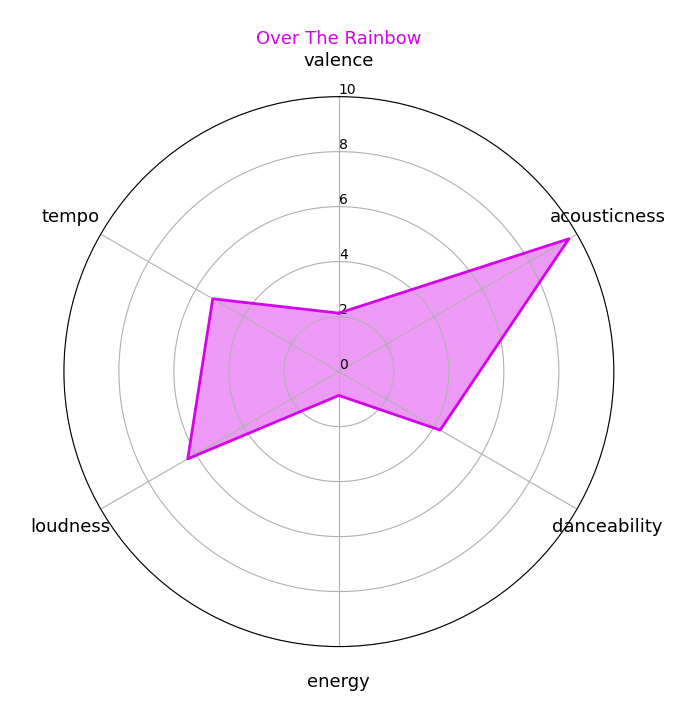 Over The Rainbow
valence
10
8
6
4
2
0
tempo
acousticness
loudness
danceability
energy